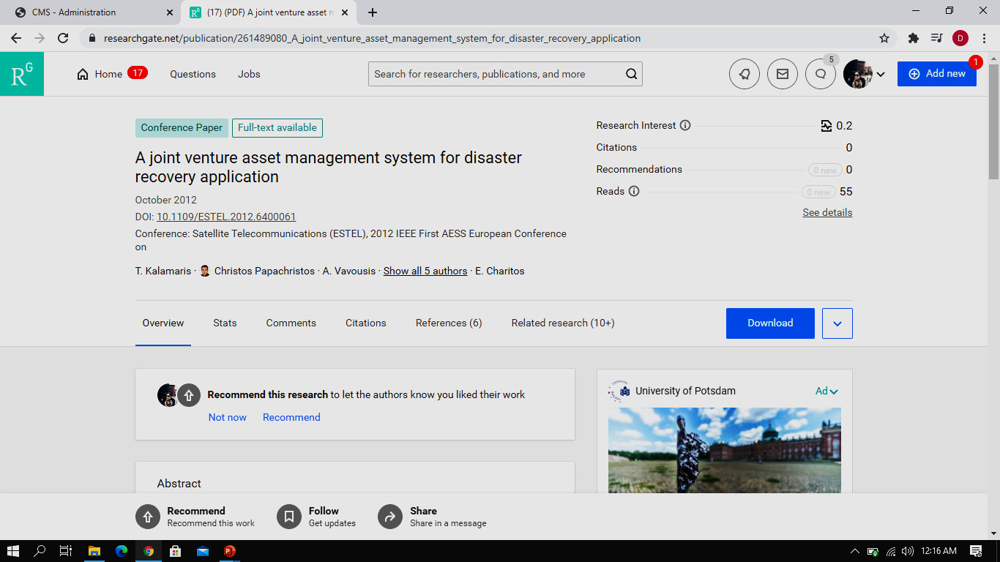 CMS - Administration
(17) (PDF) A joint venture asset m
researchgate.net/publication/261489080_A_joint_venture_asset_management_system_for_disaster_recovery_application
D
RG
Home 17 Questions Jobs
Search for researchers, publications, and more
5
Add new
1
Conference Paper
Full-text available
A joint venture asset management system for disaster
recovery application
October 2012
DOI: 10.1109/ESTEL.2012.6400061
Conference: Satellite Telecommunications (ESTEL), 2012 IEEE First AESS European Conference
on
T. Kalamaris · Christos Papachristos · A. Vavousis · Show all 5 authors · E. Charitos
Research Interest 0.2
Citations 0
Recommendations 0 new 0
Reads 0 new 55
See details
Overview Stats Comments Citations References (6) Related research (10+)
Download
Recommend this research to let the authors know you liked their work
Not now Recommend
Abstract
University of Potsdam
Ad
Recommend
Recommend this work
Follow
Get updates
Share
Share in a message
12:16 AM